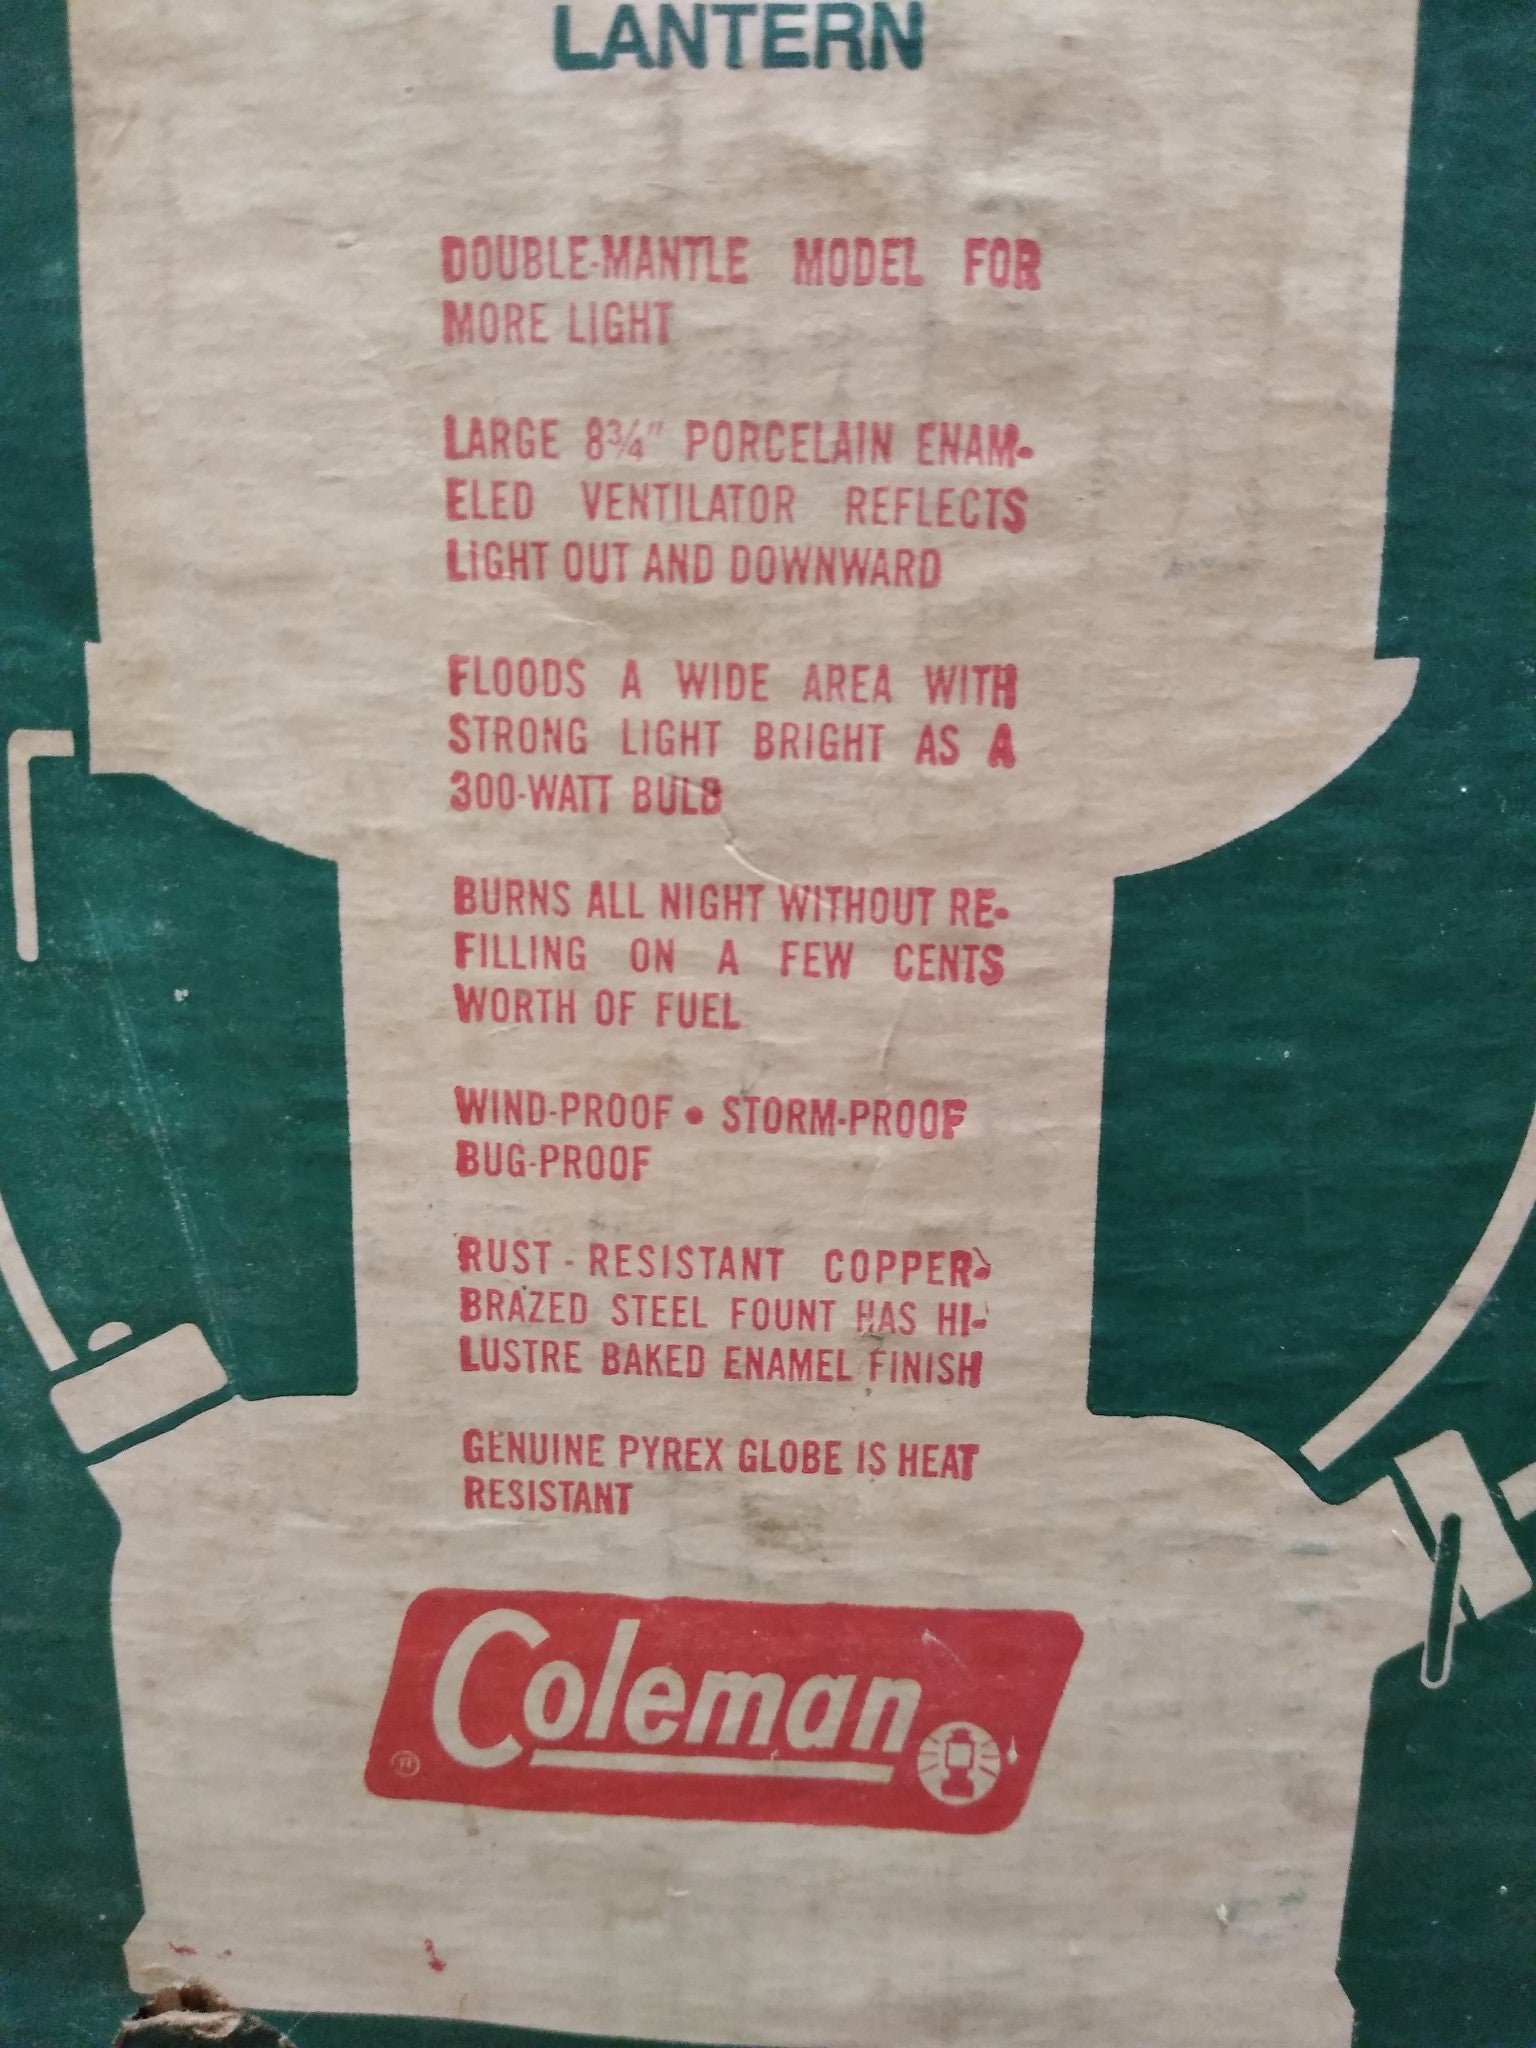 LANTERN
DOUBLE-MANTLE MODEL FOR
MORE LIGHT
LARGE 8¾" PORCELAIN ENAM-
ELED VENTILATOR REFLECTS
LIGHT OUT AND DOWNWARD
FLOODS A WIDE AREA WITH
STRONG LIGHT BRIGHT AS A
300-WATT BULB
BURNS ALL NIGHT WITHOUT RE-
FILLING ON A FEW CENTS
WORTH OF FUEL
WIND-PROOF • STORM-PROOF
BUG-PROOF
RUST-RESISTANT COPPER-
BRAZED STEEL FOUNT HAS HI-
LUSTRE BAKED ENAMEL FINISH
GENUINE PYREX GLOBE IS HEAT
RESISTANT
Coleman
®